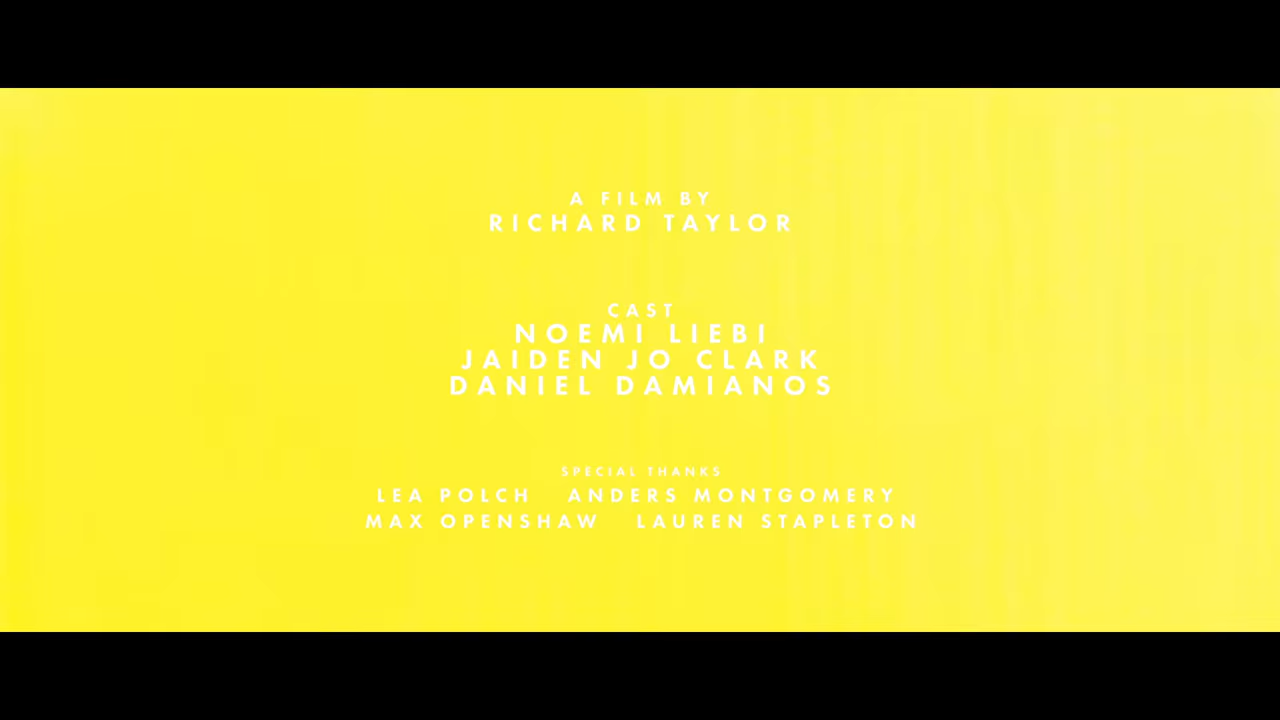 A FILM BY
RICHARD TAYLOR
CAST
NOEMI LIEBI
JAIDEN JO CLARK
DANIEL DAMIANOS
SPECIAL THANKS
LEA POLCH ANDERS MONTGOMERY
MAX OPENSHAW LAUREN STAPLETON